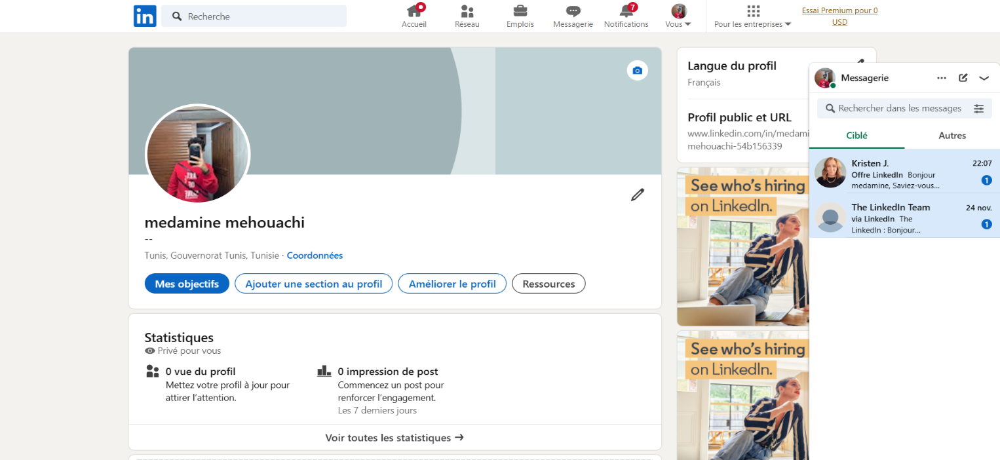 in
Recherche
Accueil
Réseau
Emplois
Messagerie
7
Notifications
Vous
Pour les entreprises
Essai Premium pour 0
USD
medamine mehouachi
--
Tunis, Gouvernorat Tunis, Tunisie · Coordonnées
Mes objectifs
Ajouter une section au profil
Améliorer le profil
Ressources
Statistiques
Privé pour vous
0 vue du profil
Mettez votre profil à jour pour
attirer l'attention.
0 impression de post
Commencez un post pour
renforcer l'engagement.
Les 7 derniers jours
Voir toutes les statistiques →
Langue du profil
Français
Profil public et URL
www.linkedin.com/in/medami
mehouachi-54b156339
See who's hiring
on LinkedIn.
See who's hiring
on LinkedIn.
Messagerie
Rechercher dans les messages
Ciblé
Autres
Kristen J. 22:07
Offre LinkedIn Bonjour
medamine, Saviez-vous... 1
The LinkedIn Team 24 nov.
via LinkedIn The
LinkedIn : Bonjour... 1